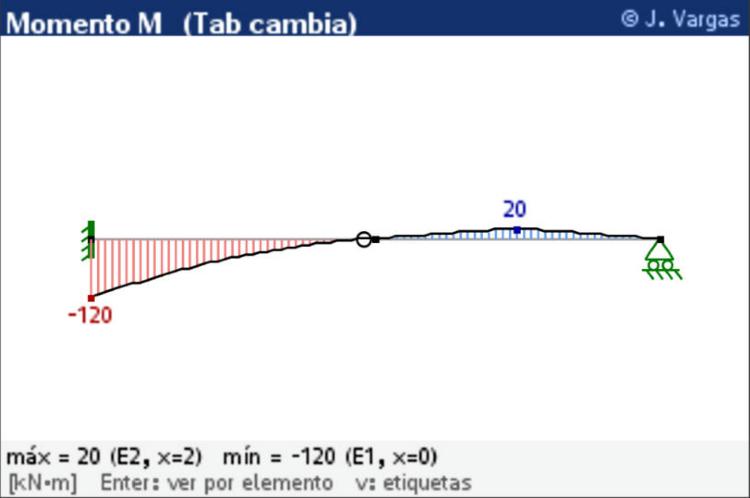 Momento M (Tab cambia)
© J. Vargas
20
-120
máx = 20 (E2, x=2) mín = -120 (E1, x=0)
[kN·m] Enter: ver por elemento v: etiquetas